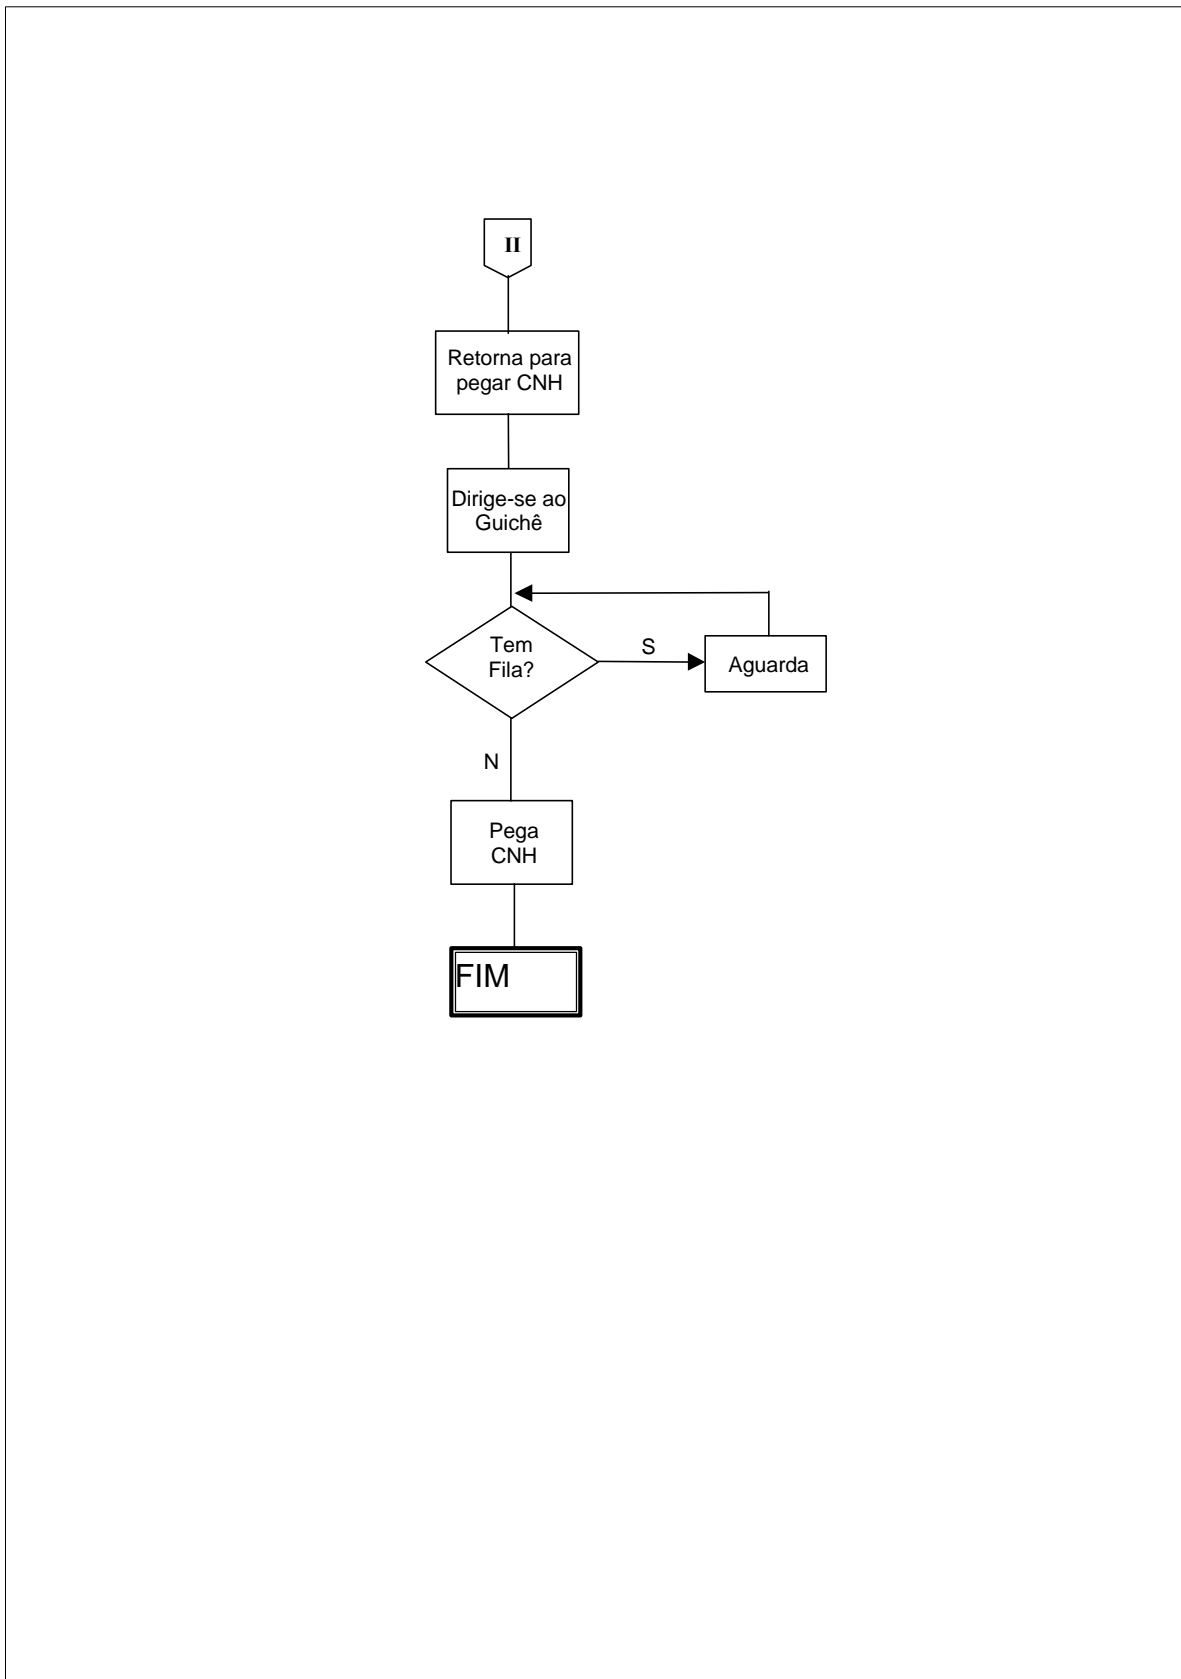 II
Retorna para
pegar CNH
Dirige-se ao
Guichê
Tem
Fila?
S
Aguarda
N
Pega
CNH
FIM